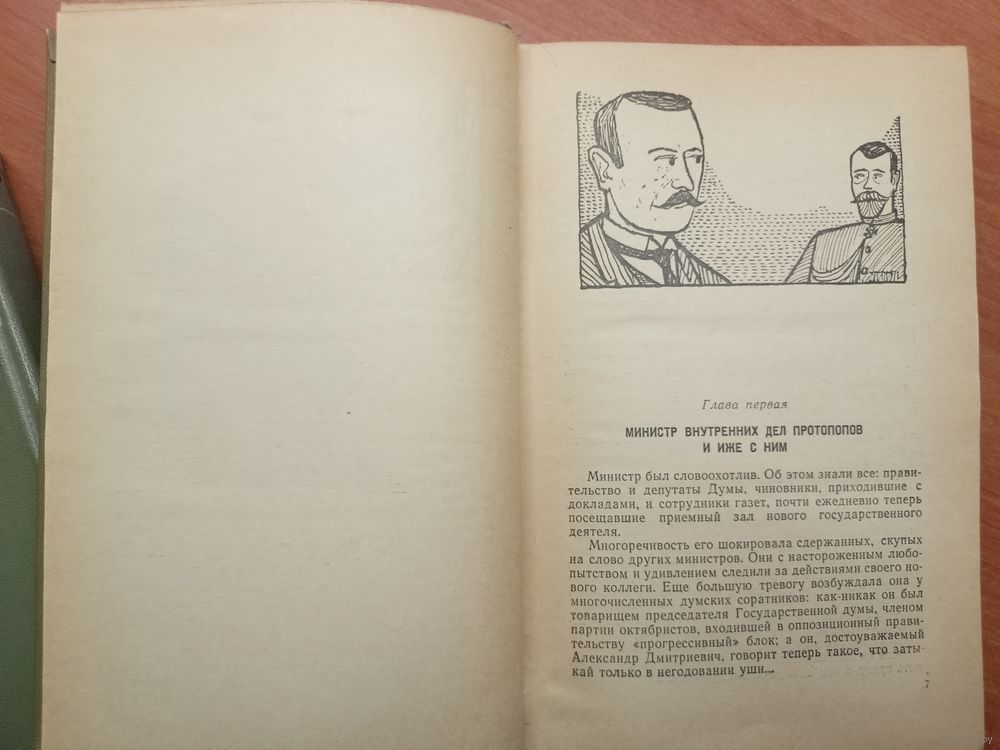 Глава первая
МИНИСТР ВНУТРЕННИХ ДЕЛ ПРОТОПОПОВ
И ИЖЕ С НИМ
Министр был словоохотлив. Об этом знали все: прави-
тельство и депутаты Думы, чиновники, приходившие с
докладами, и сотрудники газет, почти ежедневно теперь
посещавшие приемный зал нового государственного
деятеля.
Многоречивость его шокировала сдержанных, скупых
на слово других министров. Они с настороженным любо-
пытством и удивлением следили за действиями своего но-
вого коллеги. Еще большую тревогу возбуждала она у
многочисленных думских соратников: как-никак он был
товарищем председателя Государственной думы, членом
партии октябристов, входившей в оппозиционный прави-
тельству «прогрессивный» блок; а он, достоуважаемый
Александр Дмитриевич, говорит теперь такое, что заты-
кай только в негодовании уши...
7